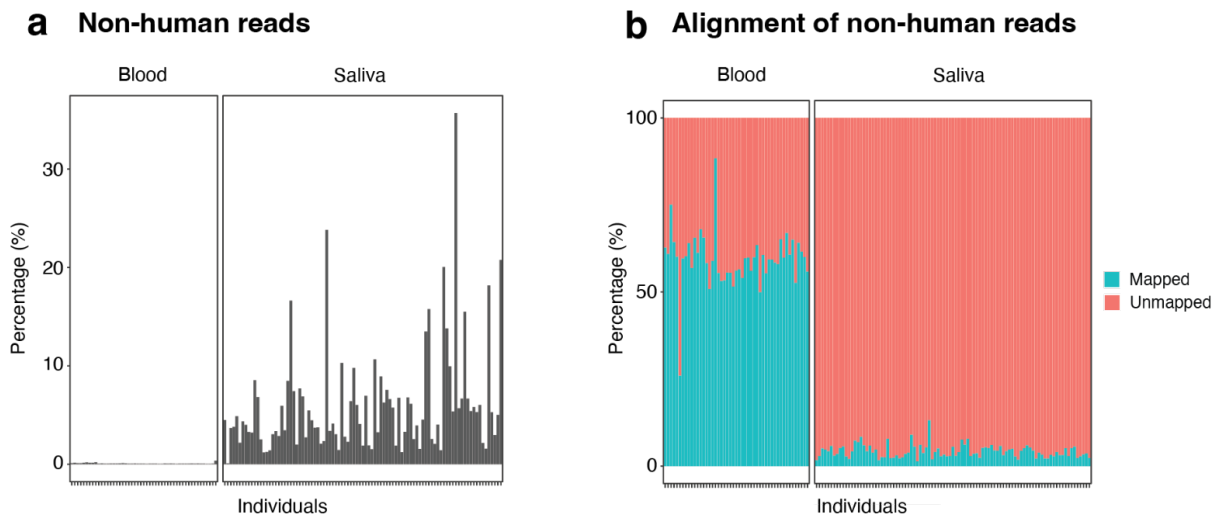 a Non-human reads
Blood Saliva
Percentage (%)
30
20
10
0
Individuals
b Alignment of non-human reads
Blood Saliva
Percentage (%)
100
50
0
Individuals
Mapped
Unmapped